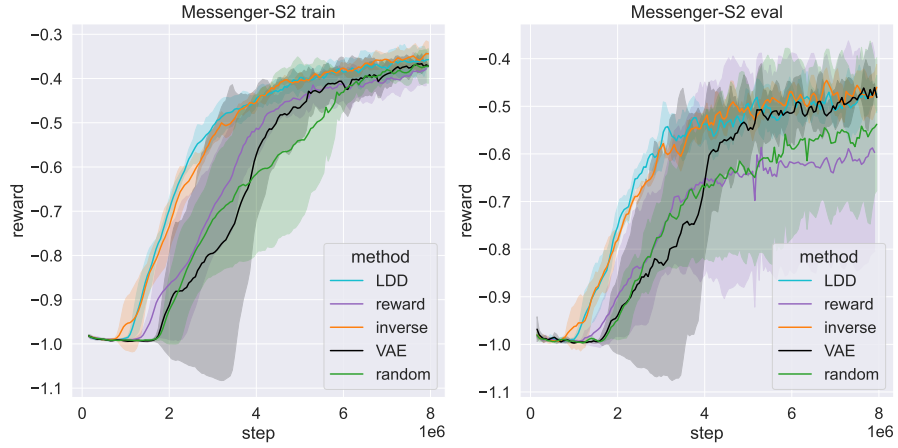 Messenger-S2 train
reward
−0.3
−0.4
−0.5
−0.6
−0.7
−0.8
−0.9
−1.0
−1.1
method
LDD
reward
inverse
VAE
random
0 2 4 6 8
step
1e6
Messenger-S2 eval
reward
−0.4
−0.5
−0.6
−0.7
−0.8
−0.9
−1.0
−1.1
method
LDD
reward
inverse
VAE
random
0 2 4 6 8
step
1e6